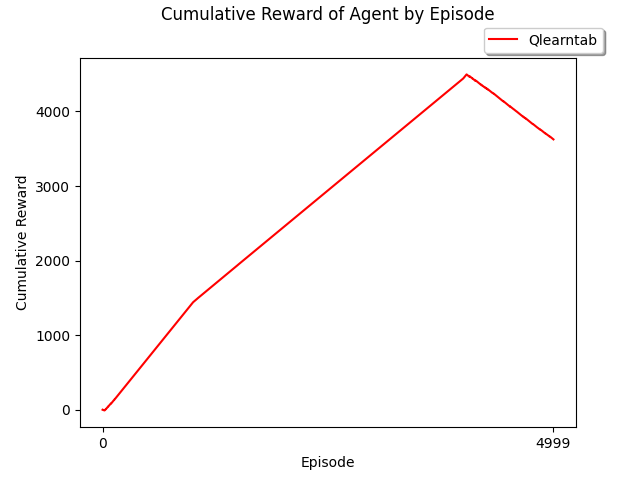 Cumulative Reward of Agent by Episode
Qlearntab
4000
3000
2000
1000
0
Cumulative Reward
0
4999
Episode